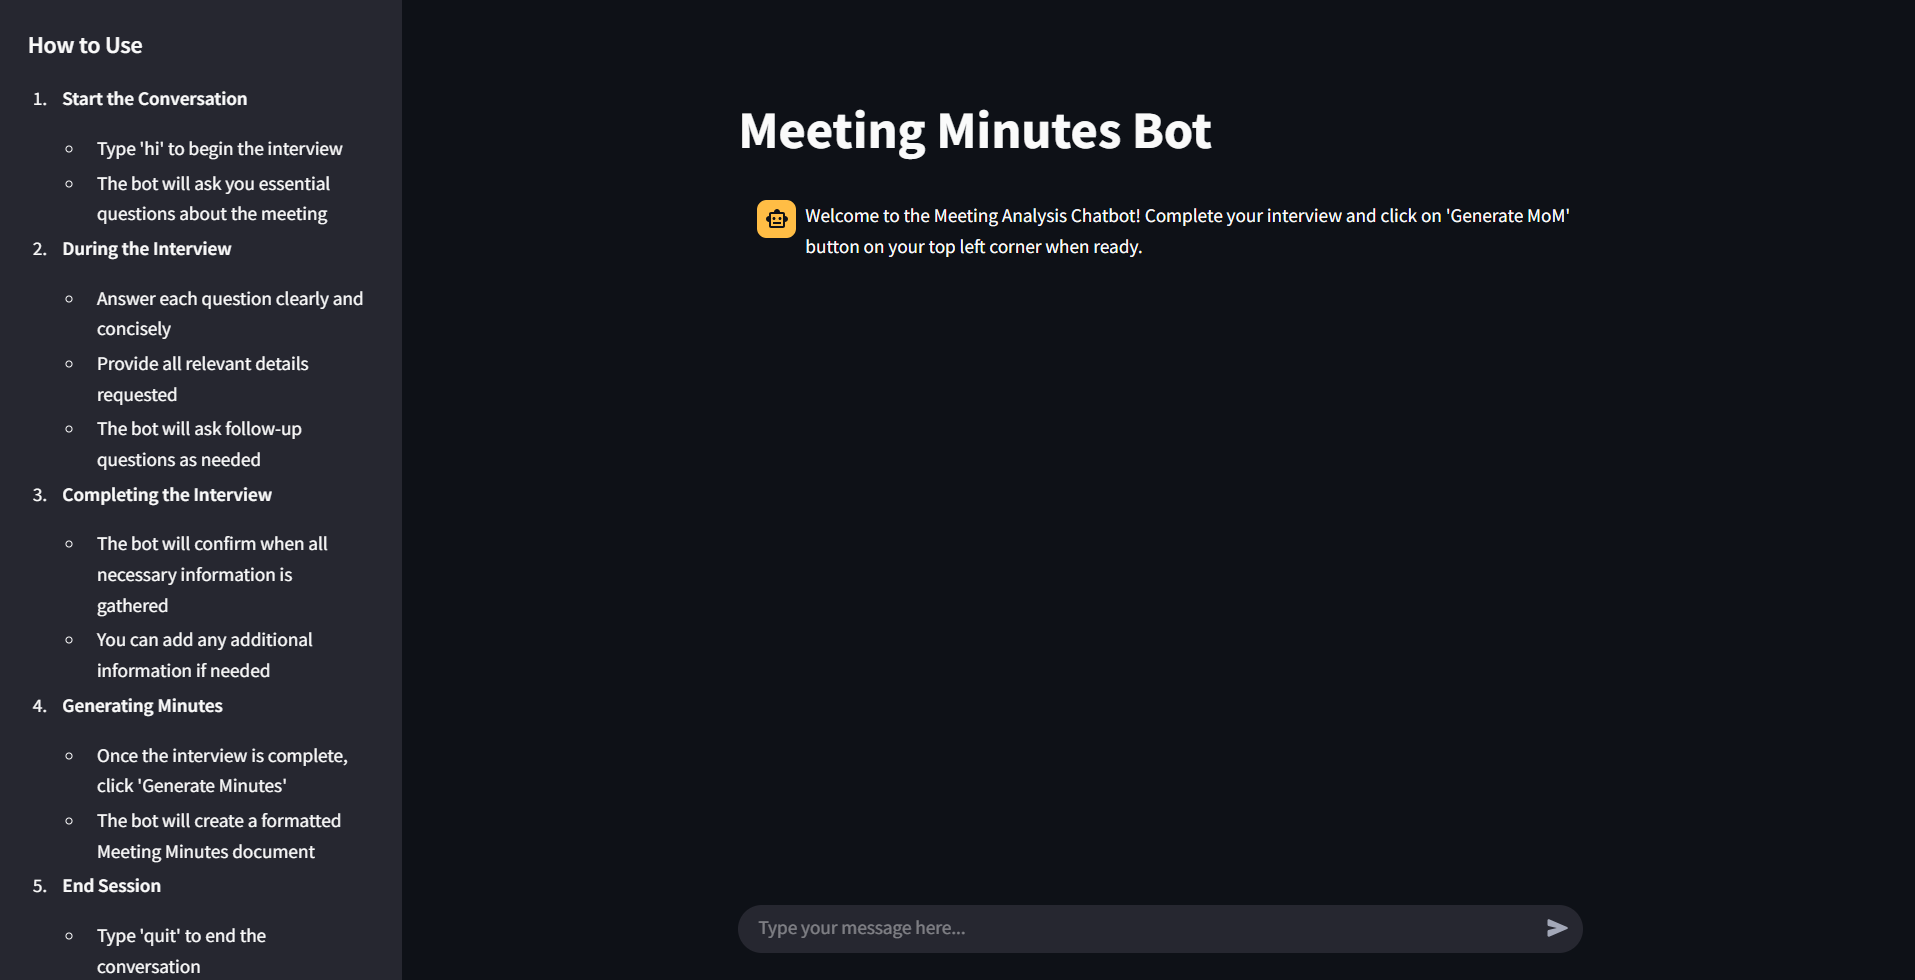 How to Use
1. Start the Conversation
Type 'hi' to begin the interview
The bot will ask you essential
questions about the meeting
2. During the Interview
Answer each question clearly and
concisely
Provide all relevant details
requested
The bot will ask follow-up
questions as needed
3. Completing the Interview
The bot will confirm when all
necessary information is
gathered
You can add any additional
information if needed
4. Generating Minutes
Once the interview is complete,
click 'Generate Minutes'
The bot will create a formatted
Meeting Minutes document
5. End Session
Type 'quit' to end the
conversation
Meeting Minutes Bot
Welcome to the Meeting Analysis Chatbot! Complete your interview and click on 'Generate MoM'
button on your top left corner when ready.
Type your message here...